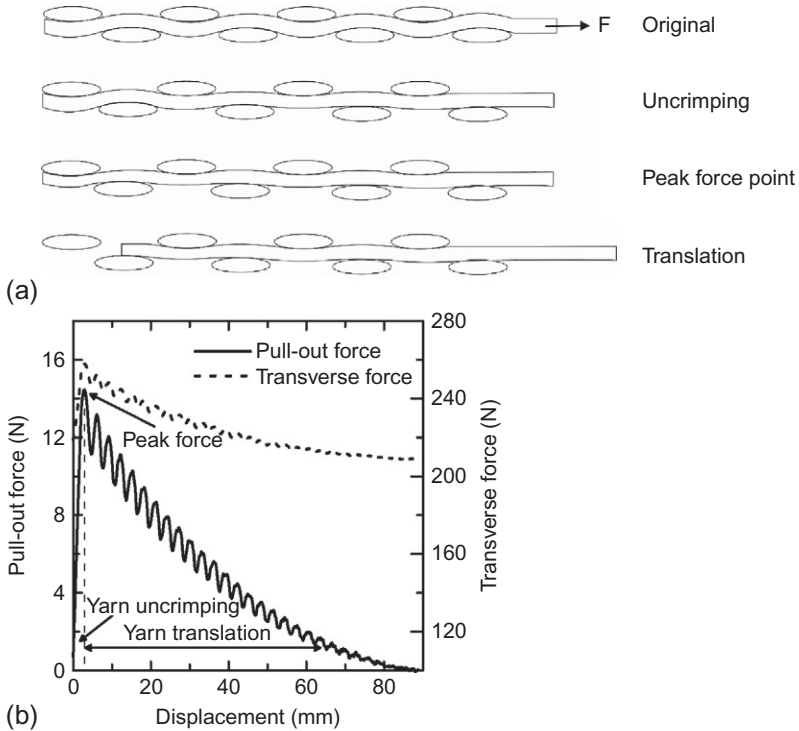 F
Original
Uncrimping
Peak force point
Translation
(a)
Pull-out force (N)
16
12
8
4
0
Pull-out force
Transverse force
Peak force
Yarn uncrimping
Yarn translation
280
240
200
160
120
Transverse force (N)
0
20
40
60
80
Displacement (mm)
(b)